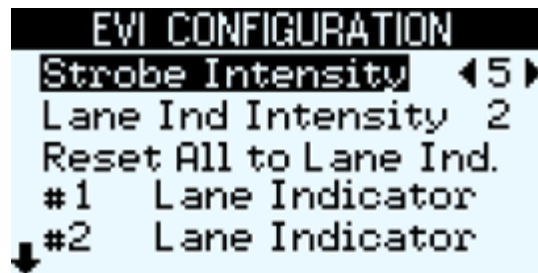 EVI CONFIGURATION
Strobe Intensity 5
Lane Ind Intensity 2
Reset All to Lane Ind.
#1 Lane Indicator
#2 Lane Indicator